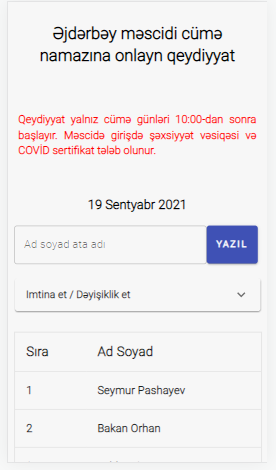 Əjdərbəy məscidi cümə
namazına onlayn qeydiyyat
Qeydiyyat yalnız cümə günləri 10:00-dan sonra
başlayır. Məscidə girişdə şəxsiyyət vəsiqəsi və
COVİD sertifikat tələb olunur.
19 Sentyabr 2021
Ad soyad ata adı
YAZIL
Imtina et / Dəyişiklik et
Sıra Ad Soyad
1 Seymur Pashayev
2 Bakan Orhan